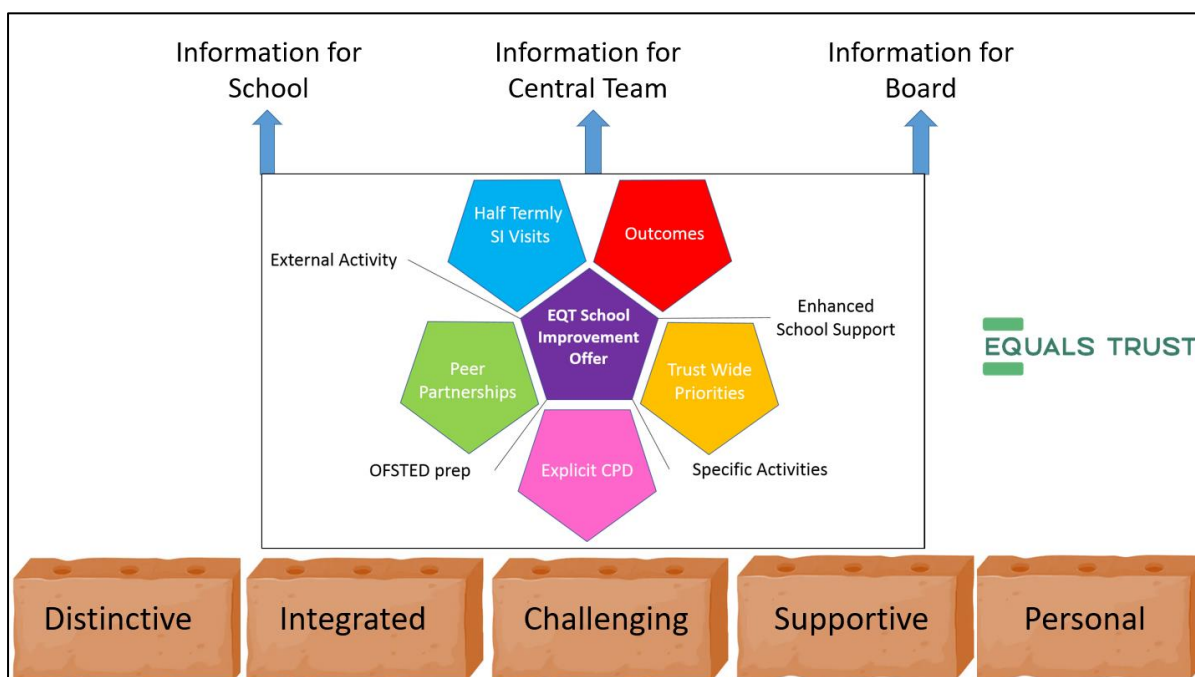 Information for
School
Information for
Central Team
Information for
Board
Half Termly
SI Visits
Outcomes
External Activity
EQT School
Improvement
Offer
Enhanced
School Support
Peer
Partnerships
Trust Wide
Priorities
EQUALS TRUST
OFSTED prep
Explicit CPD
Specific Activities
Distinctive
Integrated
Challenging
Supportive
Personal